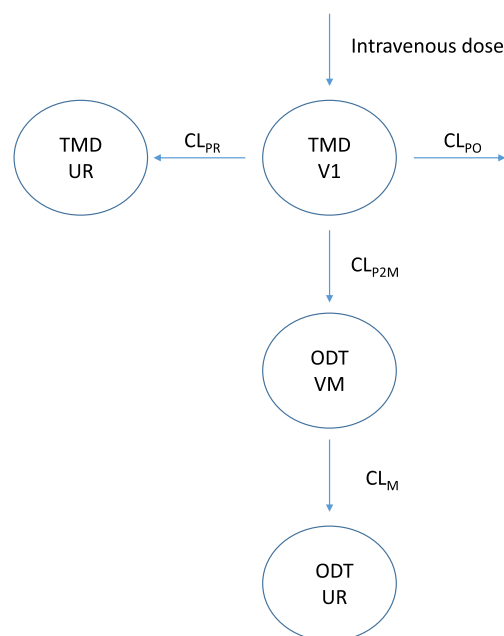 Intravenous dose
TMD
UR
CLPR
TMD
V1
CLPO
CLP2M
ODT
VM
CLM
ODT
UR